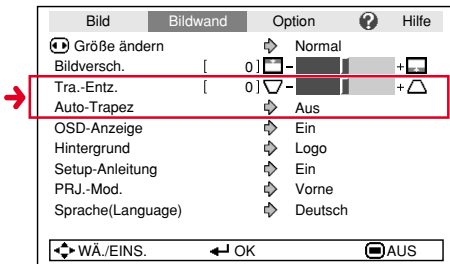 Bild Bildwand Option ? Hilfe
Größe ändern Normal
Bildversch. [ 0] - +
Tra.-Entz. [ 0] - +
Auto-Trapez Aus
OSD-Anzeige Ein
Hintergrund Logo
Setup-Anleitung Ein
PRJ.-Mod. Vorne
Sprache(Language) Deutsch
WÄ./EINS. OK AUS